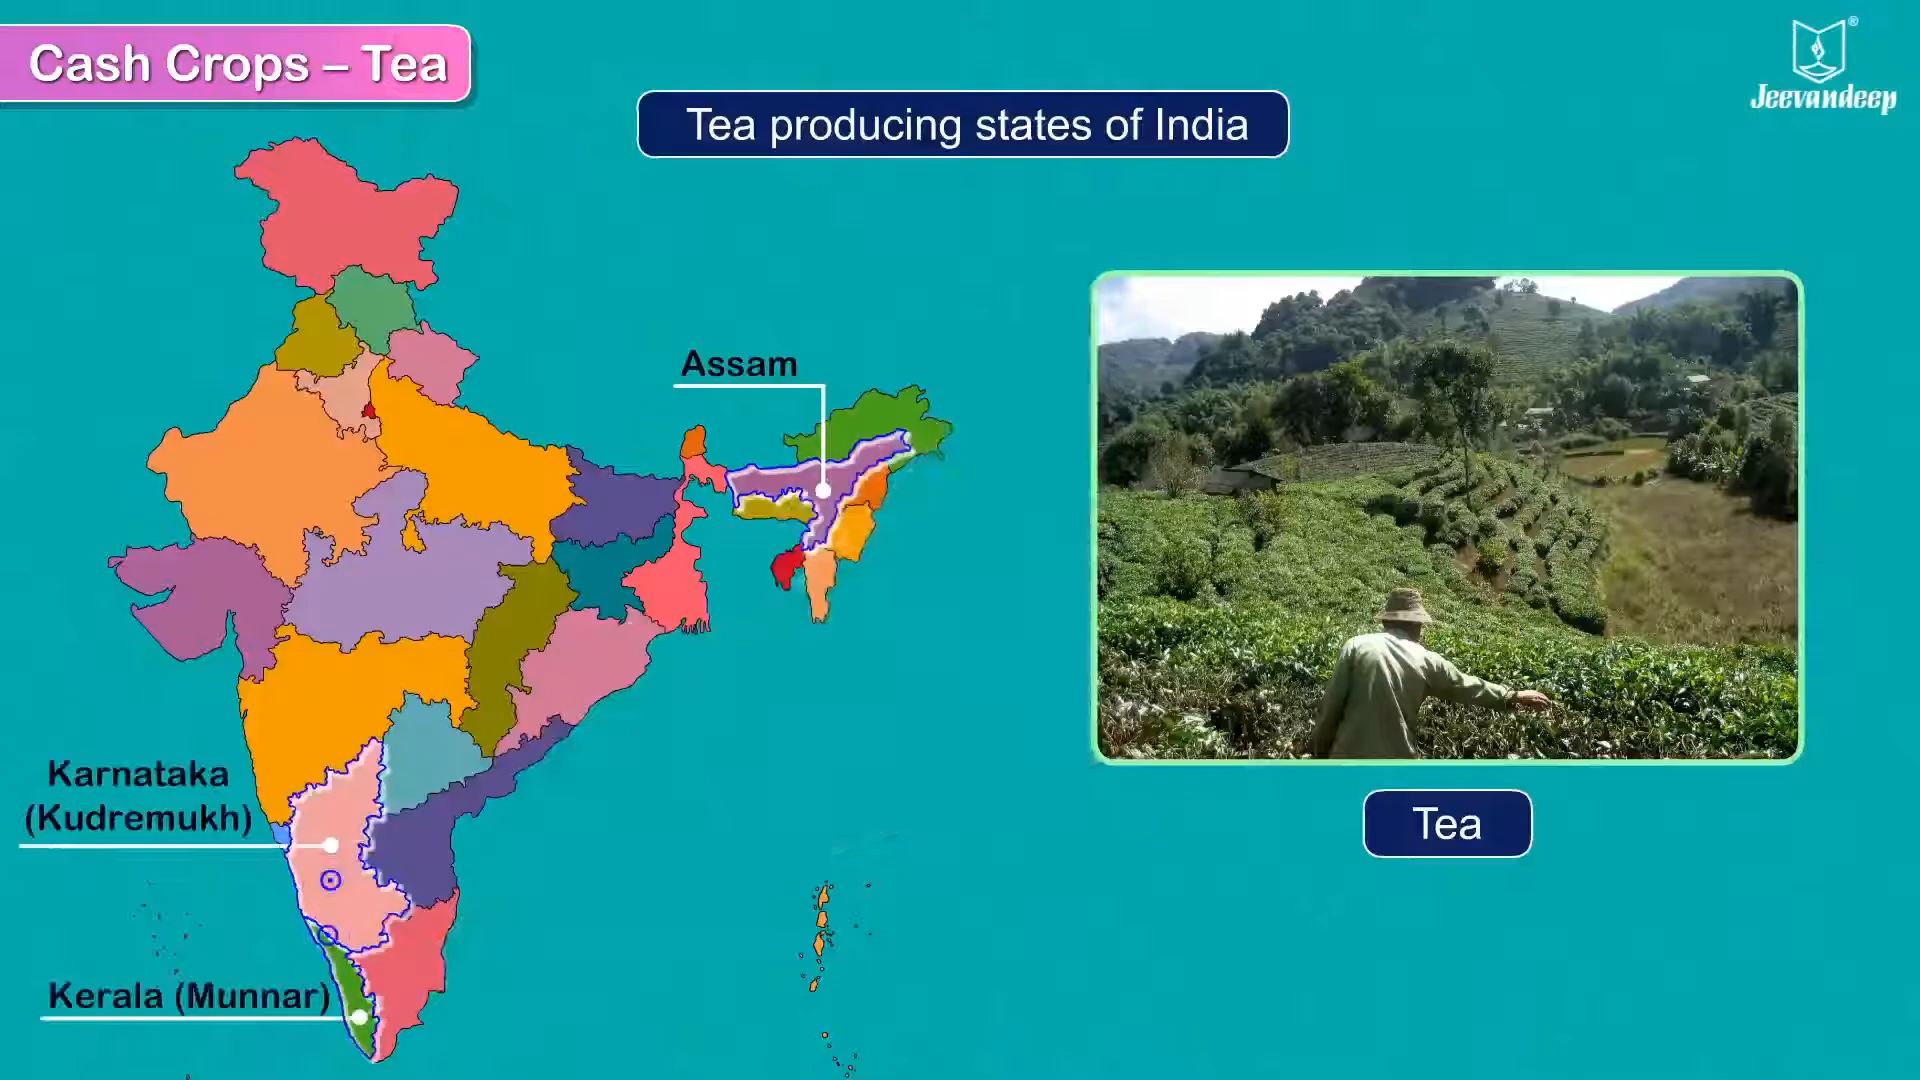 Cash Crops – Tea
Jeevandeep®
Tea producing states of India
Assam
Karnataka
(Kudremukh)
Kerala (Munnar)
Tea